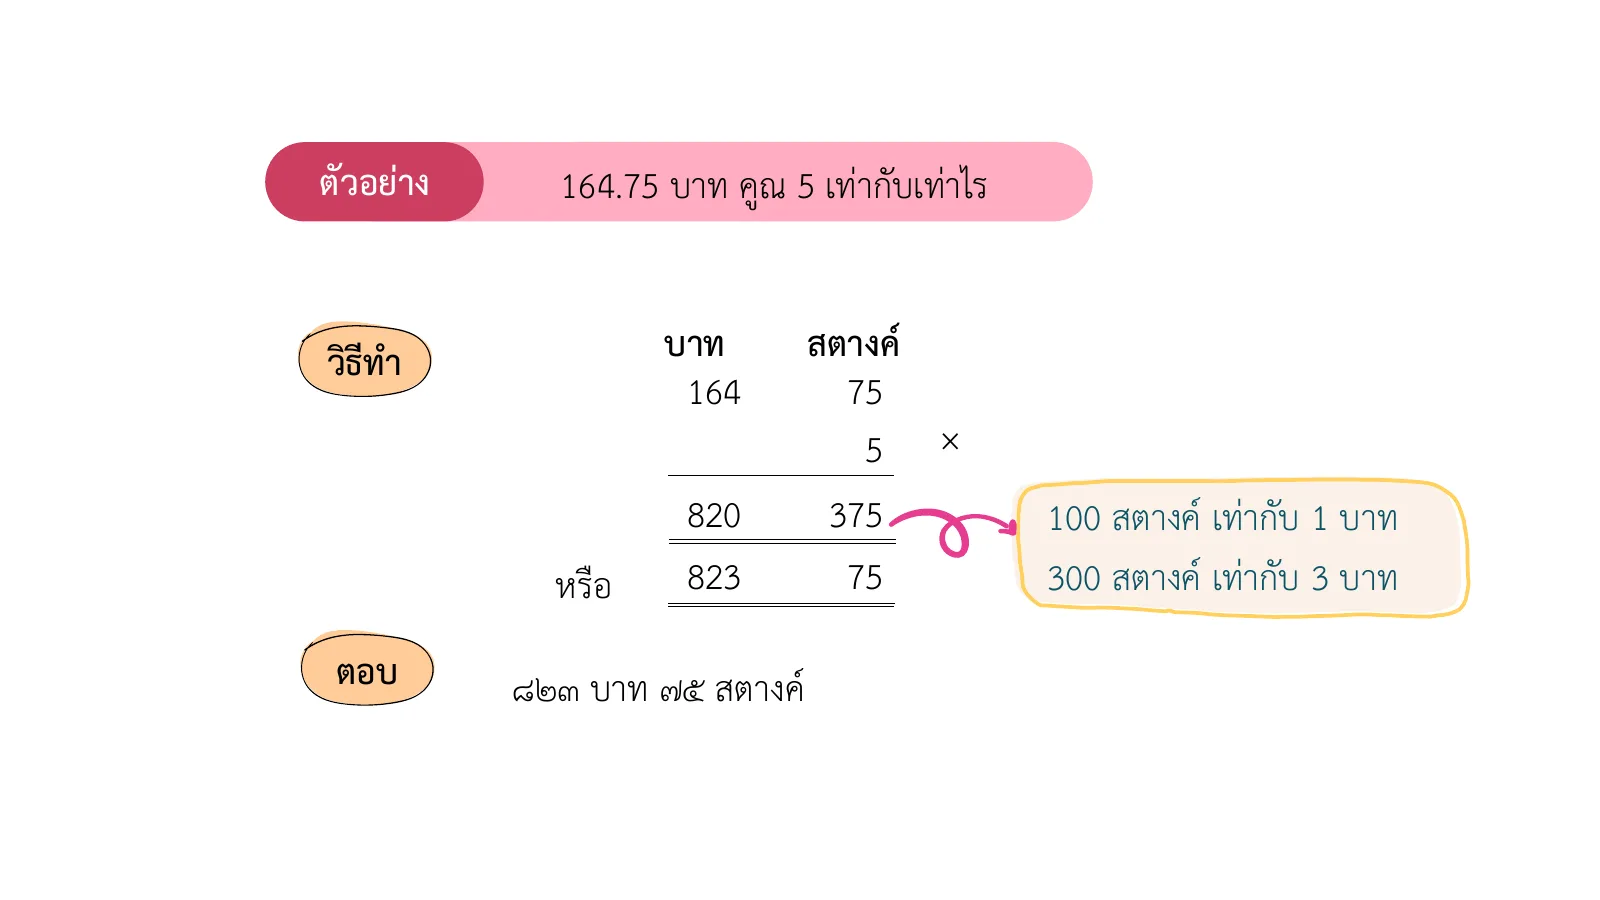 ตัวอย่าง 164.75 บาท คูณ 5 เท่ากับเท่าไร
วิธีทำ
บาท สตางค์
164 75
5 ×
820 375
100 สตางค์ เท่ากับ 1 บาท
300 สตางค์ เท่ากับ 3 บาท
หรือ 823 75
ตอบ
๘๒๓ บาท ๗๕ สตางค์